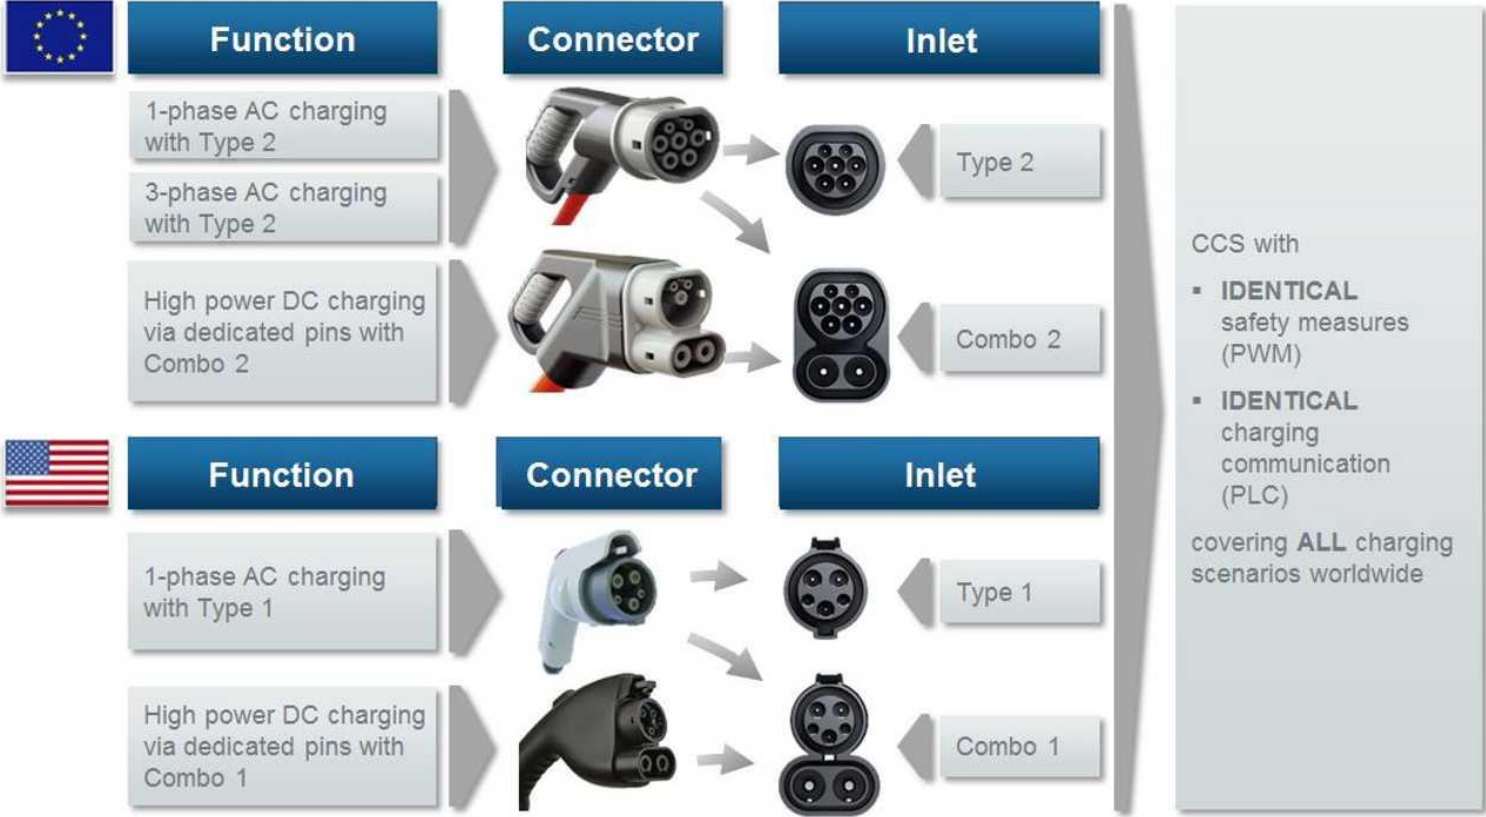 Function
Connector
Inlet
1-phase AC charging
with Type 2
3-phase AC charging
with Type 2
High power DC charging
via dedicated pins with
Combo 2
Type 2
Combo 2
Function
Connector
Inlet
1-phase AC charging
with Type 1
High power DC charging
via dedicated pins with
Combo 1
Type 1
Combo 1
CCS with
▪ IDENTICAL
safety measures
(PWM)
▪ IDENTICAL
charging
communication
(PLC)
covering ALL charging
scenarios worldwide